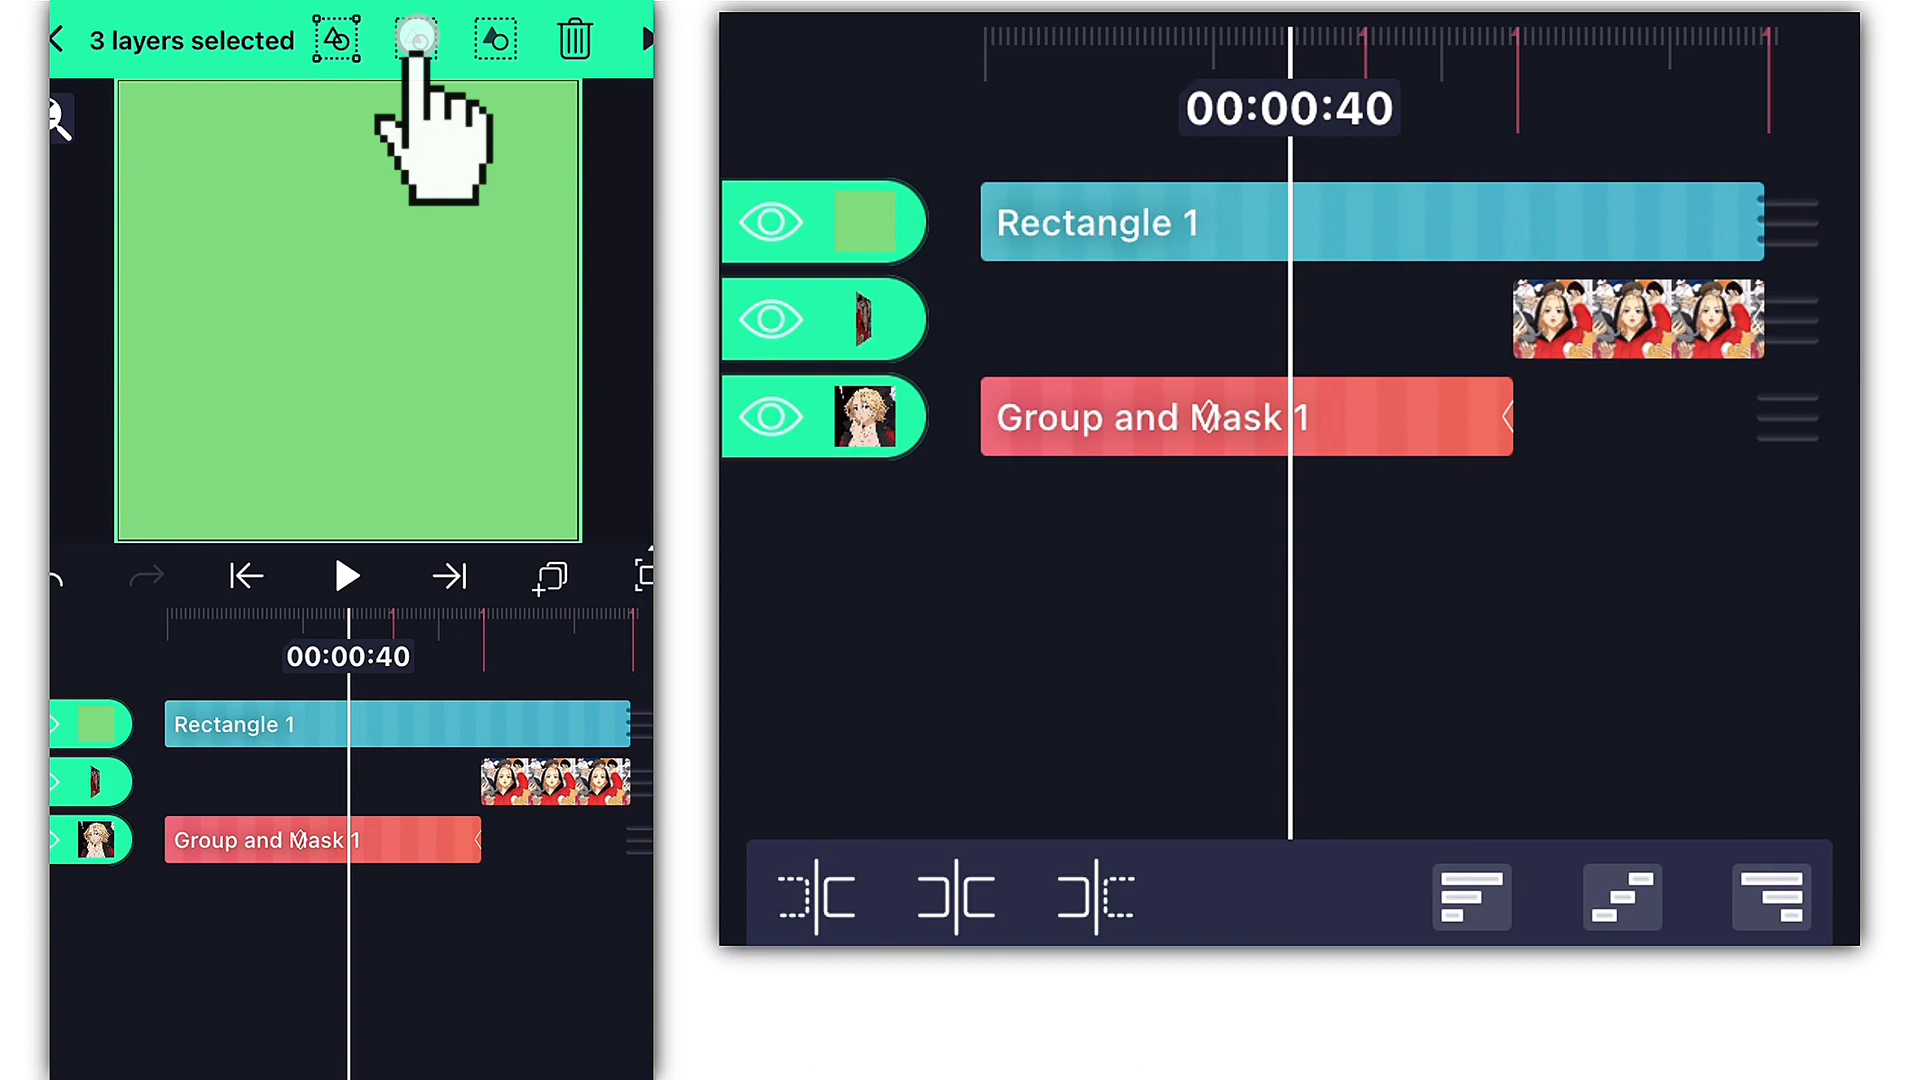 3 layers selected
00:00:40
Rectangle 1
Group and Mask 1
00:00:40
Rectangle 1
Group and Mask 1